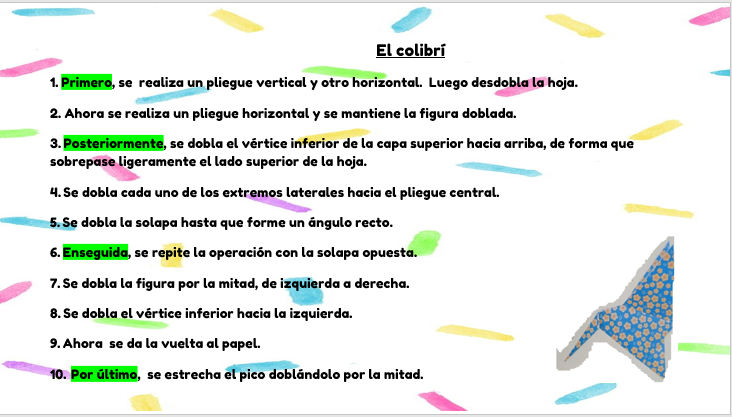 El colibrí
1. Primero, se realiza un pliegue vertical y otro horizontal. Luego desdobla la hoja.
2. Ahora se realiza un pliegue horizontal y se mantiene la figura doblada.
3. Posteriormente, se dobla el vértice inferior de la capa superior hacia arriba, de forma que
sobrepase ligeramente el lado superior de la hoja.
4. Se dobla cada uno de los extremos laterales hacia el pliegue central.
5. Se dobla la solapa hasta que forme un ángulo recto.
6. Enseguida, se repite la operación con la solapa opuesta.
7. Se dobla la figura por la mitad, de izquierda a derecha.
8. Se dobla el vértice inferior hacia la izquierda.
9. Ahora se da la vuelta al papel.
10. Por último, se estrecha el pico doblándolo por la mitad.